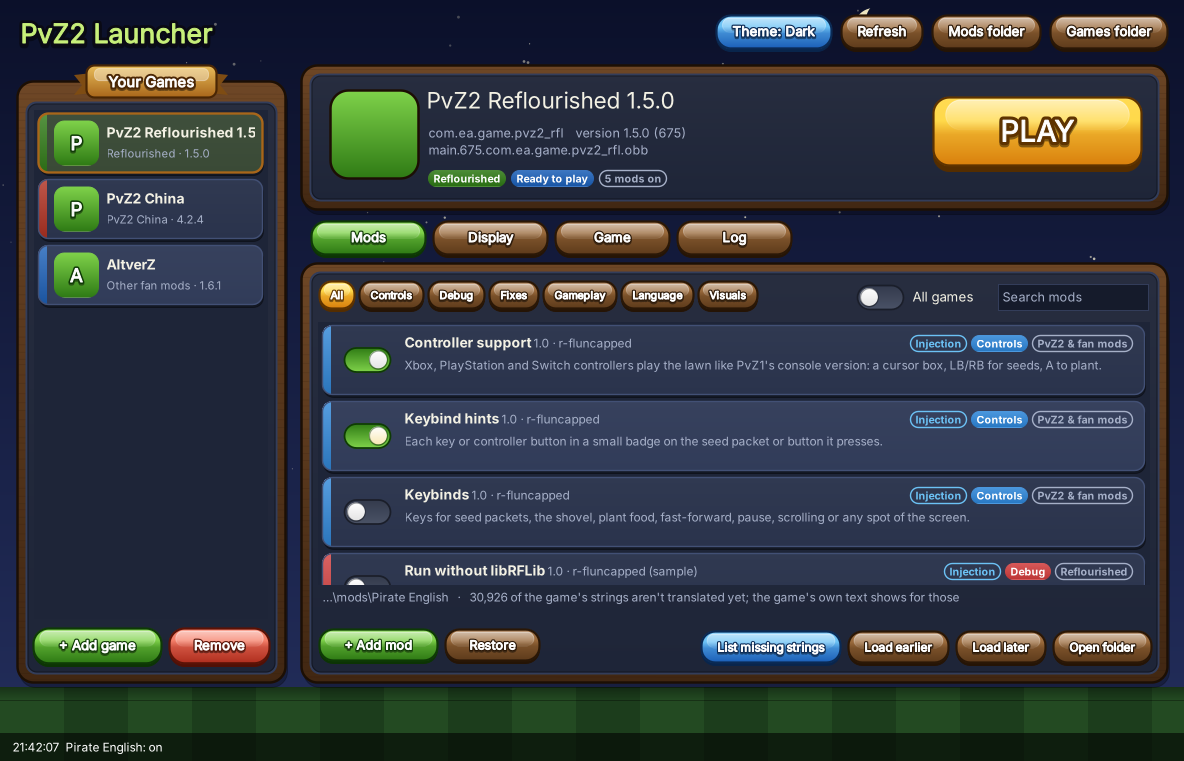 PvZ2 Launcher
Theme: Dark
Refresh
Mods folder
Games folder
Your Games
P
PvZ2 Reflourished 1.5
Reflourished · 1.5.0
P
PvZ2 China
PvZ2 China · 4.2.4
A
AltverZ
Other fan mods · 1.6.1
+ Add game
Remove
PvZ2 Reflourished 1.5.0
com.ea.game.pvz2_rfl version 1.5.0 (675)
main.675.com.ea.game.pvz2_rfl.obb
Reflourished
Ready to play
5 mods on
PLAY
Mods
Display
Game
Log
All
Controls
Debug
Fixes
Gameplay
Language
Visuals
All games
Search mods
Controller support 1.0 · r-fluncapped
Injection
Controls
PvZ2 & fan mods
Xbox, PlayStation and Switch controllers play the lawn like PvZ1's console version: a cursor box, LB/RB for seeds, A to plant.
Keybind hints 1.0 · r-fluncapped
Injection
Controls
PvZ2 & fan mods
Each key or controller button in a small badge on the seed packet or button it presses.
Keybinds 1.0 · r-fluncapped
Injection
Controls
PvZ2 & fan mods
Keys for seed packets, the shovel, plant food, fast-forward, pause, scrolling or any spot of the screen.
Run without libRFLib 1.0 · r-fluncapped (sample)
Injection
Debug
Reflourished
...\mods\Pirate English · 30,926 of the game's strings aren't translated yet; the game's own text shows for those
+ Add mod
Restore
List missing strings
Load earlier
Load later
Open folder
21:42:07 Pirate English: on